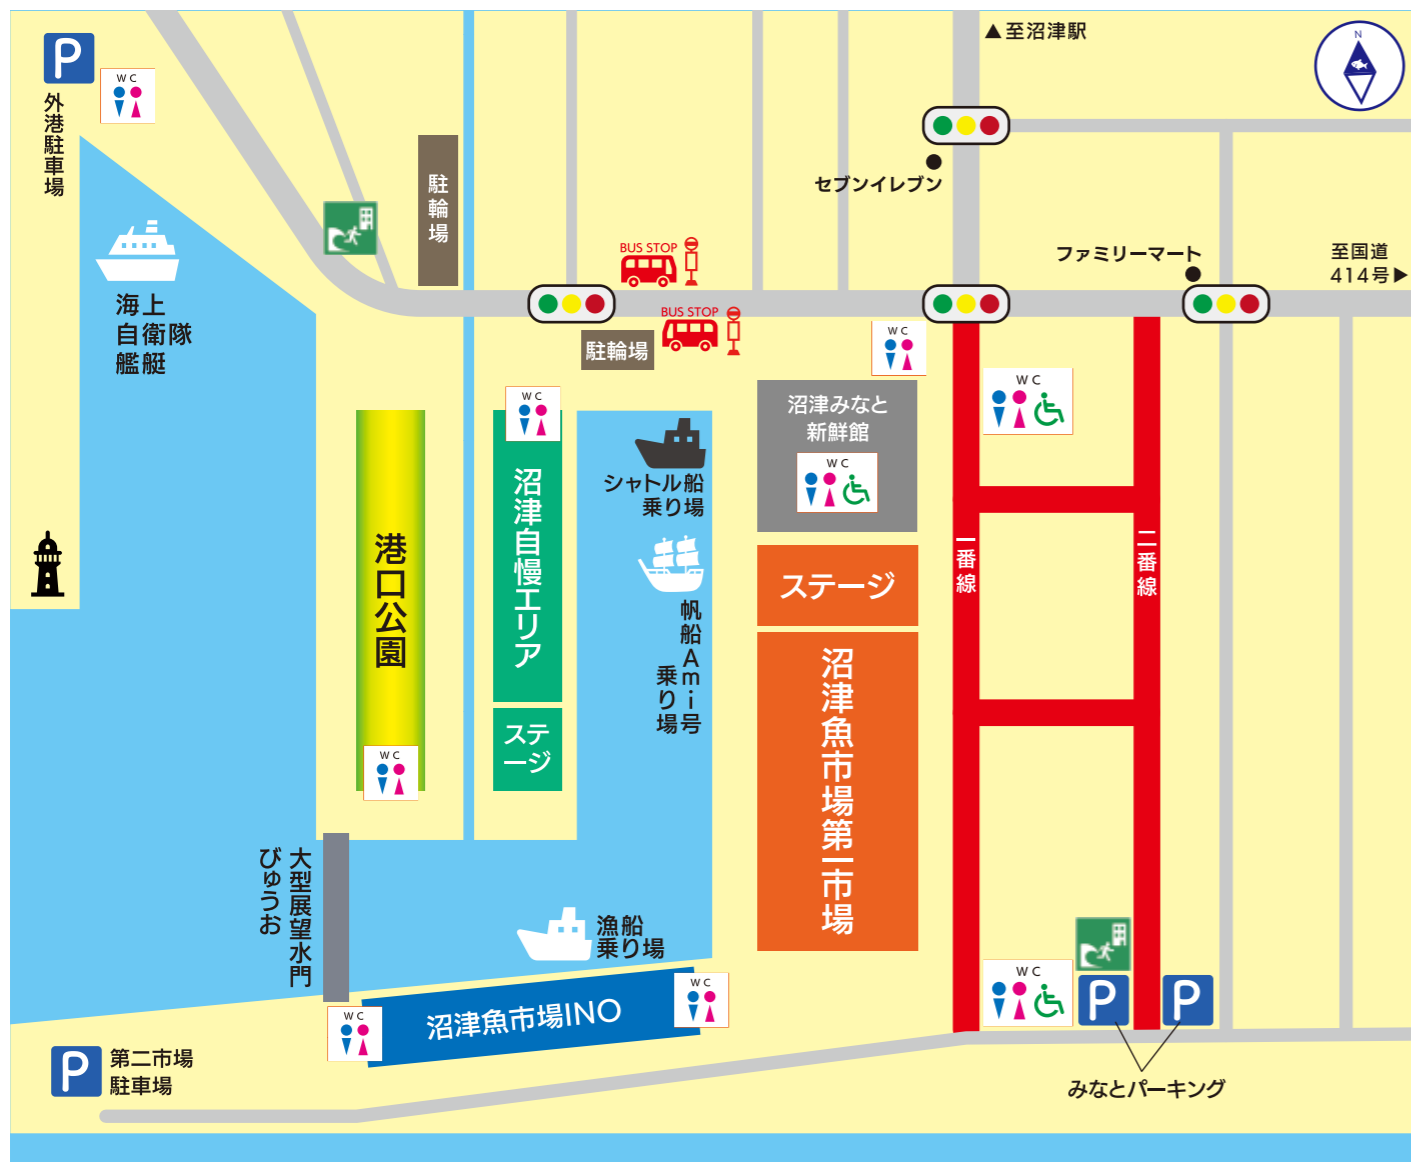 ▲至沼津駅
N
P
WC
外港駐車場
駐輪場
セブンイレブン
BUS STOP
ファミリーマート
至国道
414号▶
海上
自衛隊
艦艇
BUS STOP
駐輪場
WC
WC
WC
沼津みなと
新鮮館
WC
シャトル船
乗り場
沼津自慢エリア
港口公園
一番線
二番線
ステージ
帆船Ami号
乗り場
沼津魚市場第一市場
ステ
ージ
WC
大型展望水門
びゅうお
漁船
乗り場
WC
WC
P
P
沼津魚市場INO
WC
P
第二市場
駐車場
みなとパーキング